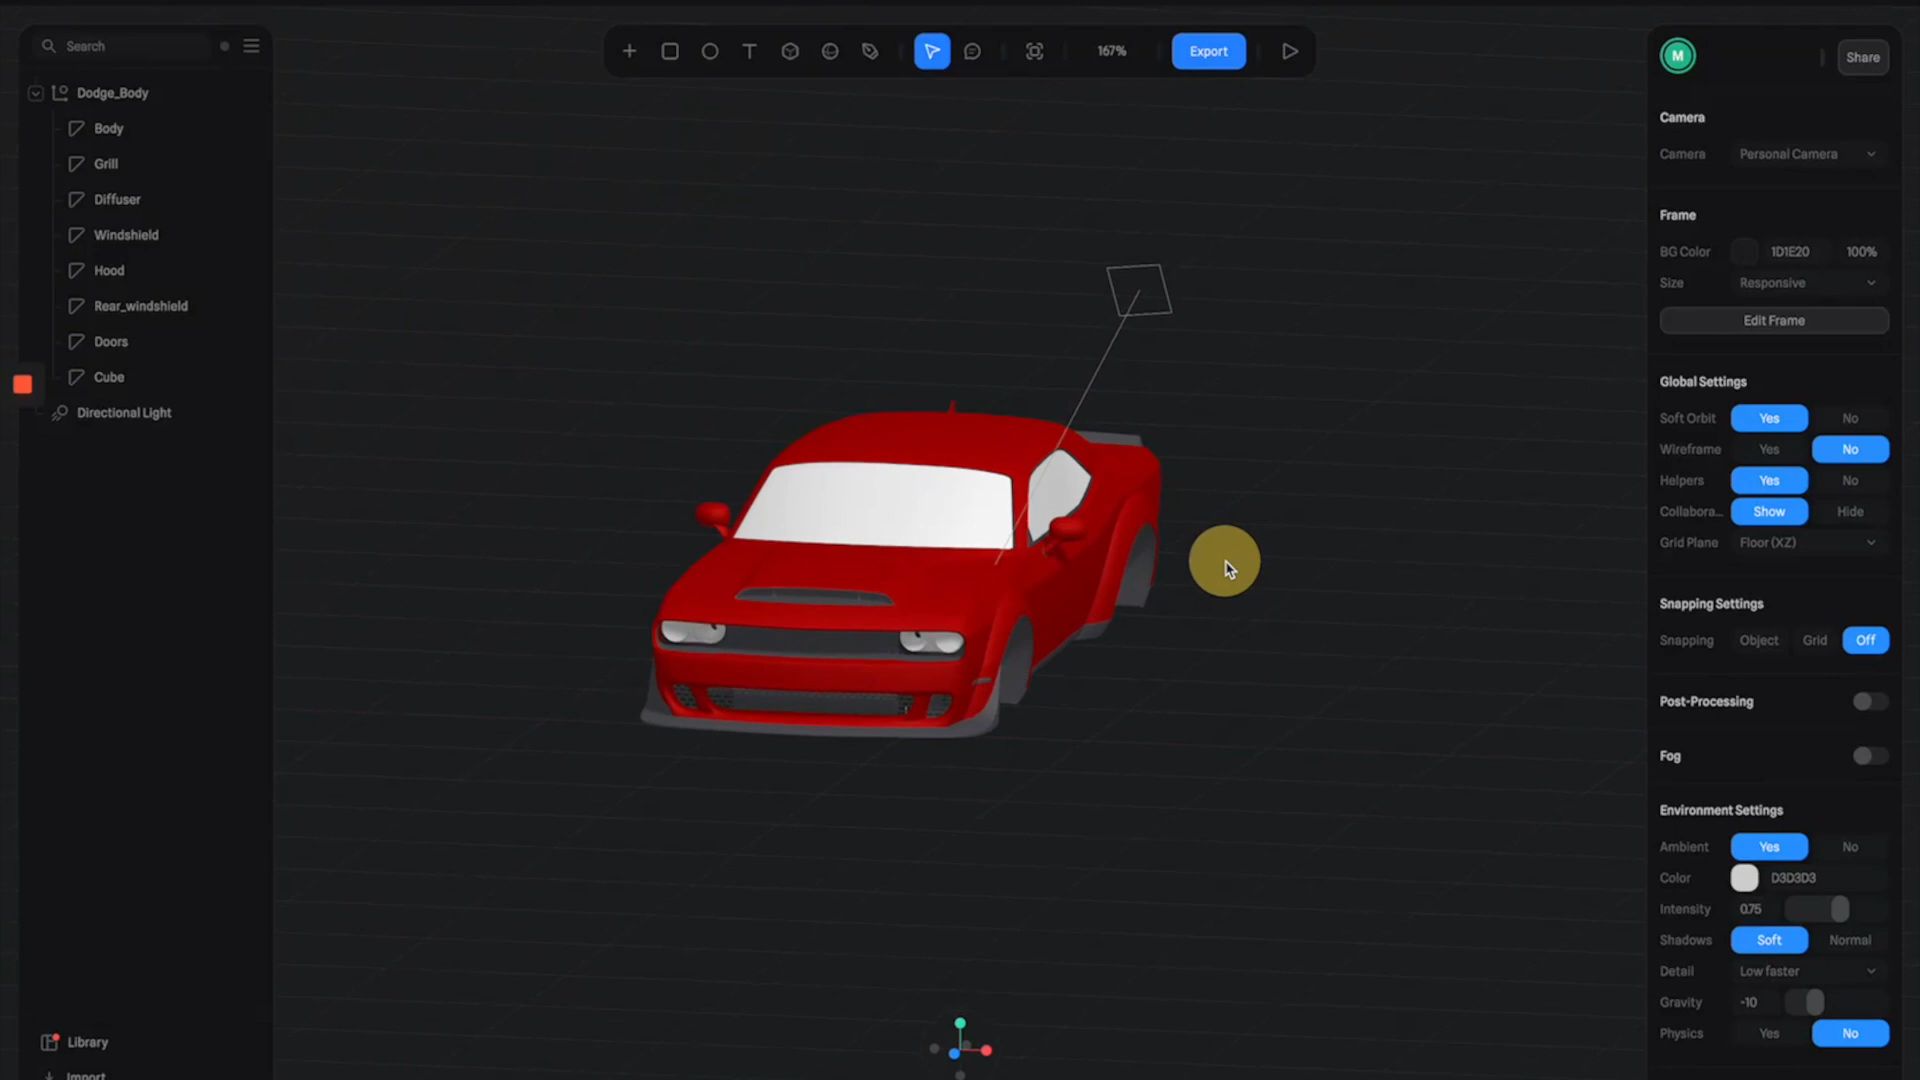 Search
Dodge_Body
Body
Grill
Diffuser
Windshield
Hood
Rear_windshield
Doors
Cube
Directional Light
Library
Import
T
167%
Export
M
Share
Camera
Camera Personal Camera
Frame
BG Color 1D1E20 100%
Size Responsive
Edit Frame
Global Settings
Soft Orbit Yes No
Wireframe Yes No
Helpers Yes No
Collabora... Show Hide
Grid Plane Floor (XZ)
Snapping Settings
Snapping Object Grid Off
Post-Processing
Fog
Environment Settings
Ambient Yes No
Color D3D3D3
Intensity 0.75
Shadows Soft Normal
Detail Low faster
Gravity -10
Physics Yes No